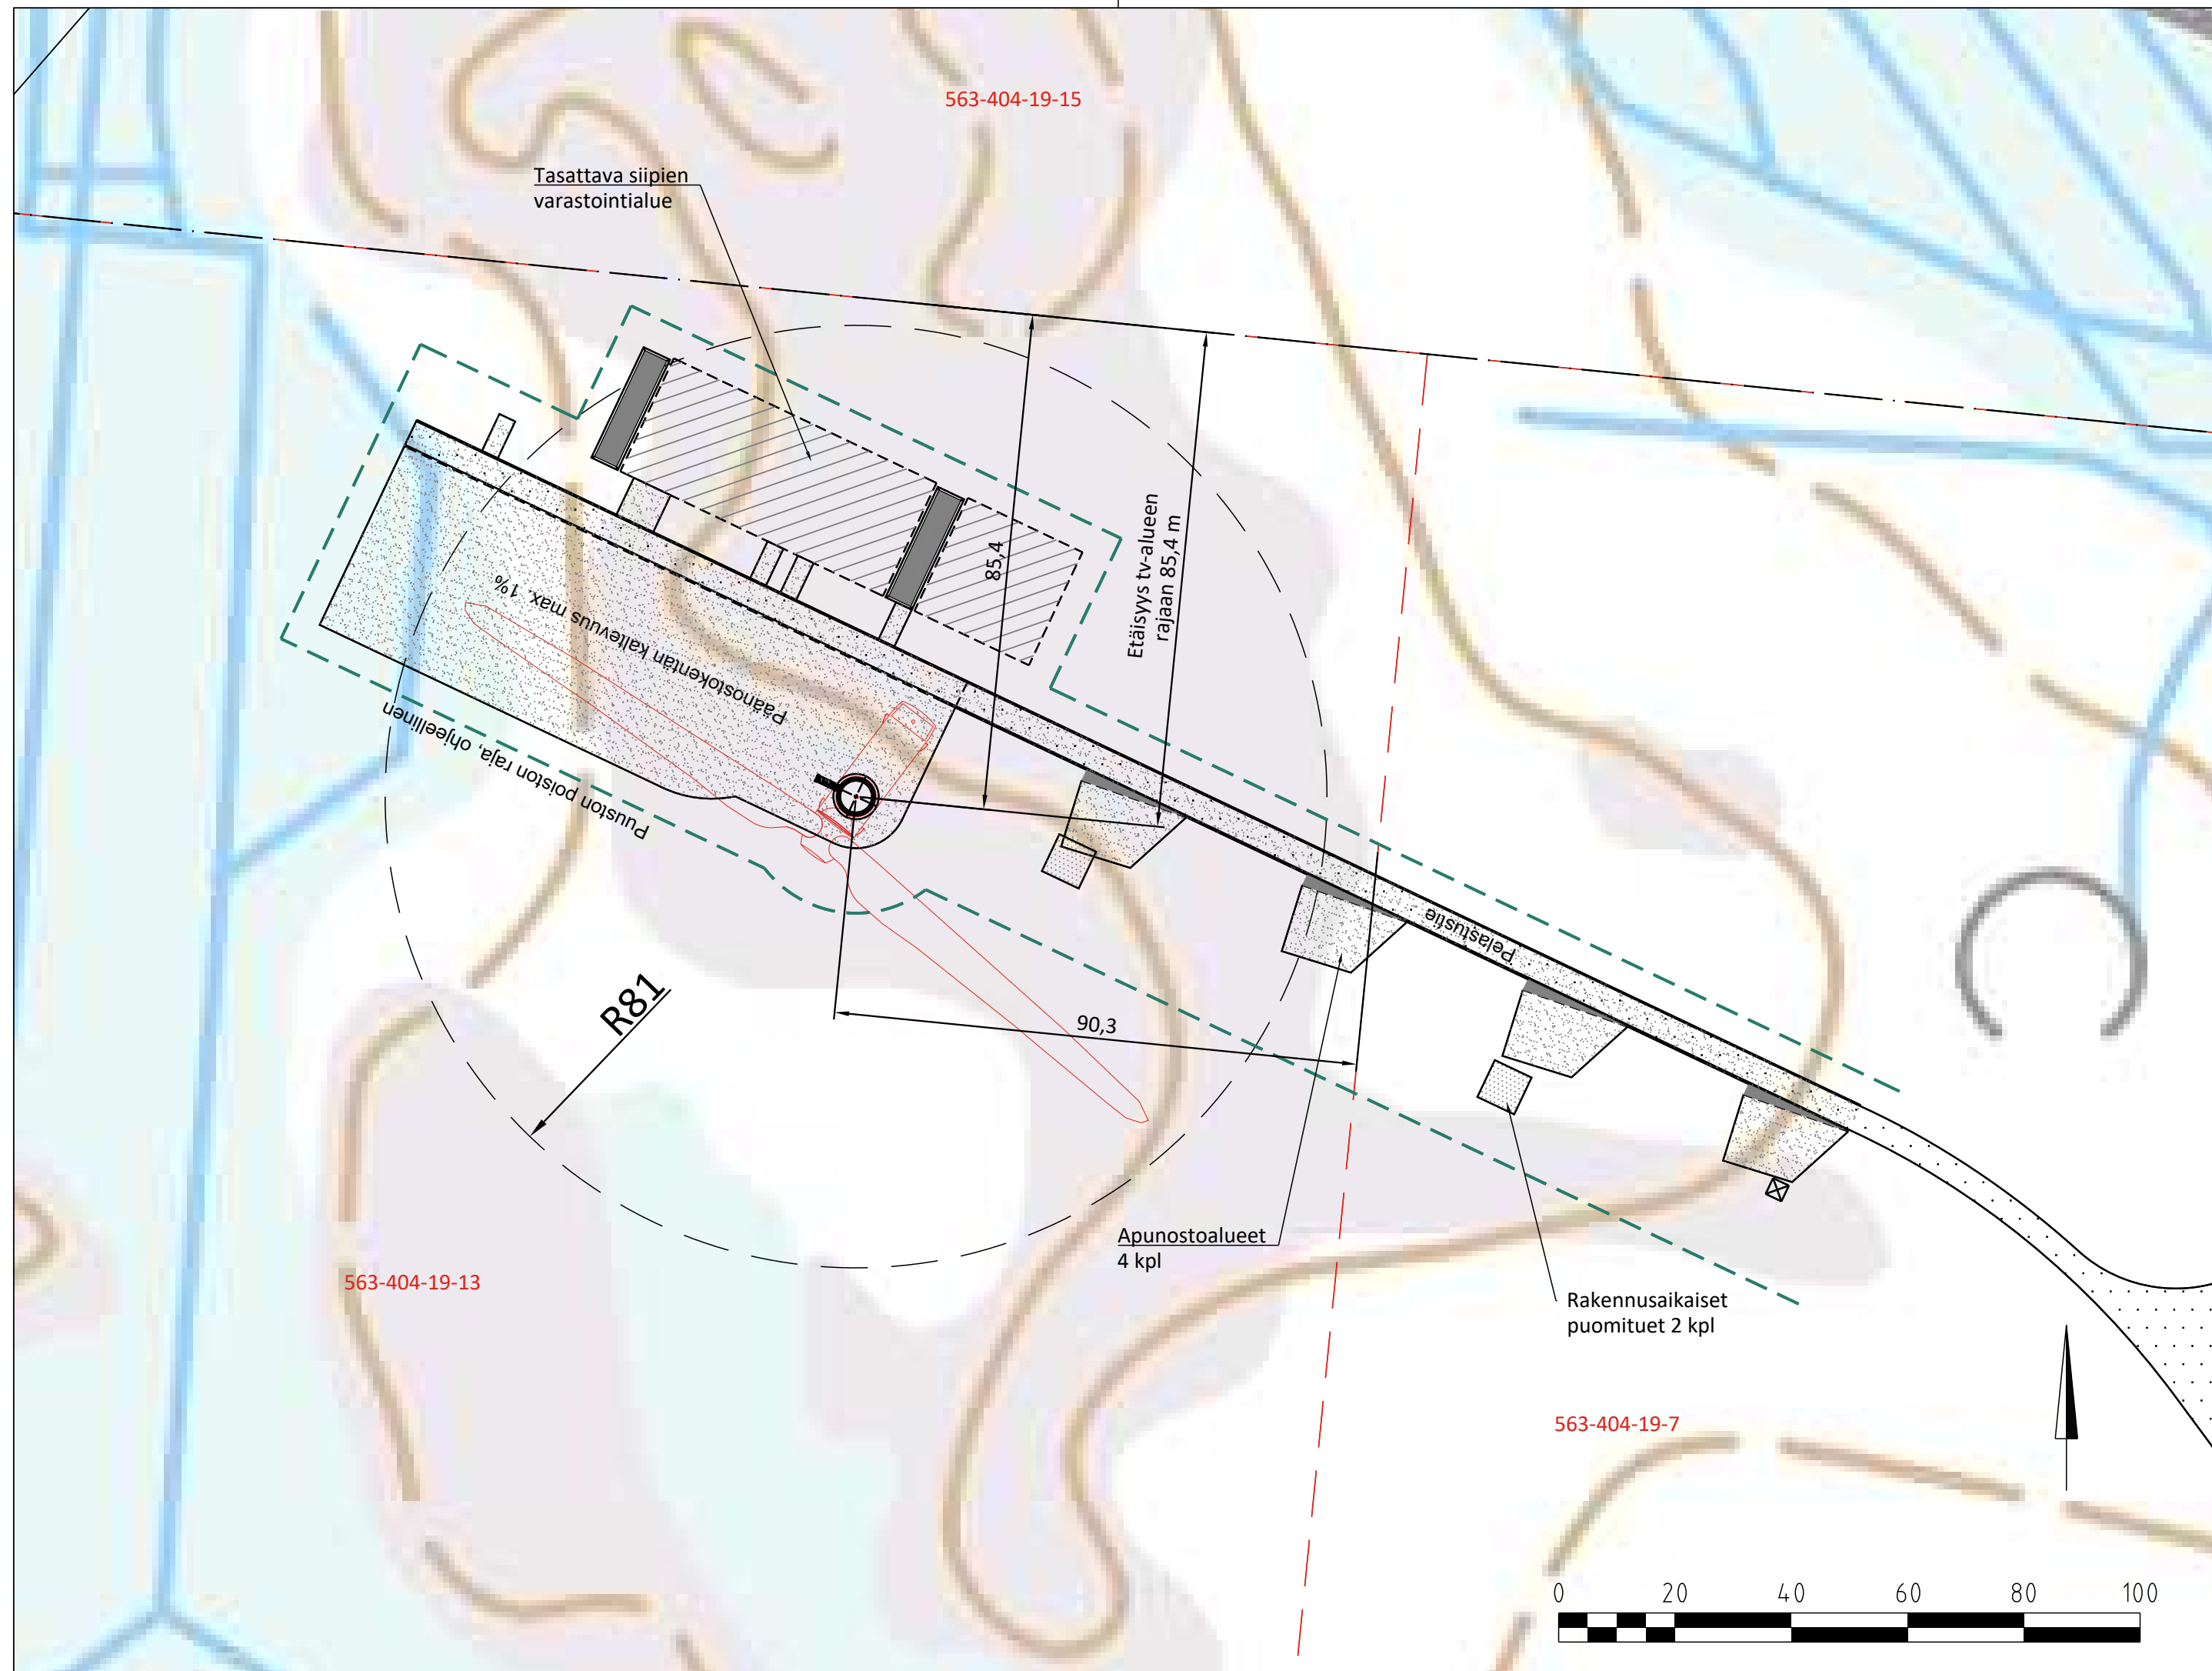 563-404-19-15
Tasattava siipien
varastointialue
85,4
Etäisyys tv-alueen
rajaan 85,4 m
Päänostokentän kaltevuus max. 1%
Puuston poiston raja, ohjeellinen
Pelastustie
R81
90,3
Apunostoalueet
4 kpl
563-404-19-13
Rakennusaikaiset
puomituet 2 kpl
563-404-19-7
0 20 40 60 80 100